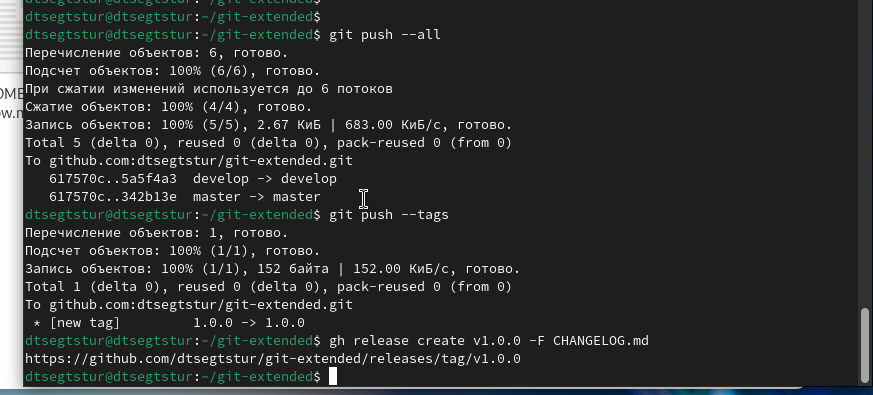 dtsegtstur@dtsegtstur:~/git-extended$
dtsegtstur@dtsegtstur:~/git-extended$ git push --all
Перечисление объектов: 6, готово.
Подсчет объектов: 100% (6/6), готово.
При сжатии изменений используется до 6 потоков
Сжатие объектов: 100% (4/4), готово.
Запись объектов: 100% (5/5), 2.67 КиБ | 683.00 КиБ/с, готово.
Total 5 (delta 0), reused 0 (delta 0), pack-reused 0 (from 0)
To github.com:dtsegtstur/git-extended.git
   617570c..5a5f4a3  develop -> develop
   617570c..342b13e  master -> master
dtsegtstur@dtsegtstur:~/git-extended$ git push --tags
Перечисление объектов: 1, готово.
Подсчет объектов: 100% (1/1), готово.
Запись объектов: 100% (1/1), 152 байта | 152.00 КиБ/с, готово.
Total 1 (delta 0), reused 0 (delta 0), pack-reused 0 (from 0)
To github.com:dtsegtstur/git-extended.git
 * [new tag]         1.0.0 -> 1.0.0
dtsegtstur@dtsegtstur:~/git-extended$ gh release create v1.0.0 -F CHANGELOG.md
https://github.com/dtsegtstur/git-extended/releases/tag/v1.0.0
dtsegtstur@dtsegtstur:~/git-extended$